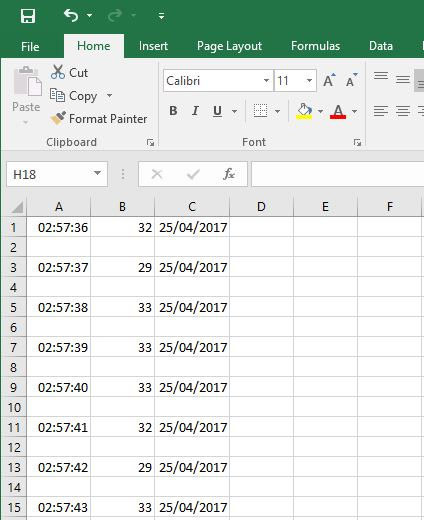 File Home Insert Page Layout Formulas Data
Paste
Cut
Copy
Format Painter
Calibri 11 A A
B I U A
Clipboard Font
H18 fx
A B C D E F
1 02:57:36 32 25/04/2017
2
3 02:57:37 29 25/04/2017
4
5 02:57:38 33 25/04/2017
6
7 02:57:39 33 25/04/2017
8
9 02:57:40 33 25/04/2017
10
11 02:57:41 32 25/04/2017
12
13 02:57:42 29 25/04/2017
14
15 02:57:43 33 25/04/2017